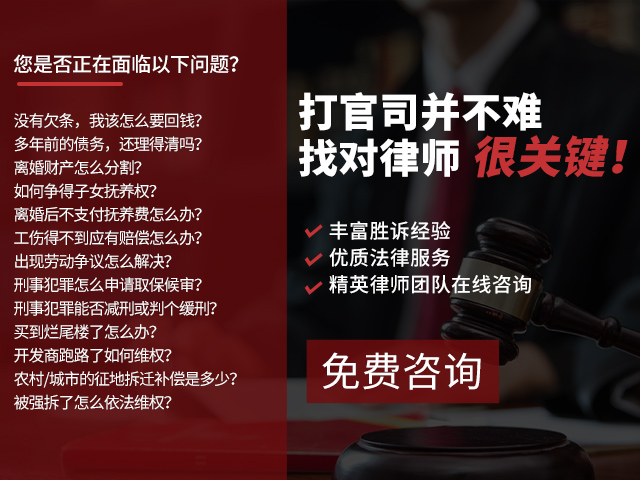 您是否正在面临以下问题？
没有欠条，我该怎么要回钱？
多年前的债务，还理得清吗？
离婚财产怎么分割？
如何争得子女抚养权？
离婚后不支付抚养费怎么办？
工伤得不到应有赔偿怎么办？
出现劳动争议怎么解决？
刑事犯罪怎么申请取保候审？
刑事犯罪能否减刑或判个缓刑？
买到烂尾楼了怎么办？
开发商跑路了如何维权？
农村/城市的征地拆迁补偿是多少？
被强拆了怎么依法维权？
打官司并不难
找对律师 很关键！
丰富胜诉经验
优质法律服务
精英律师团队在线咨询
免费咨询